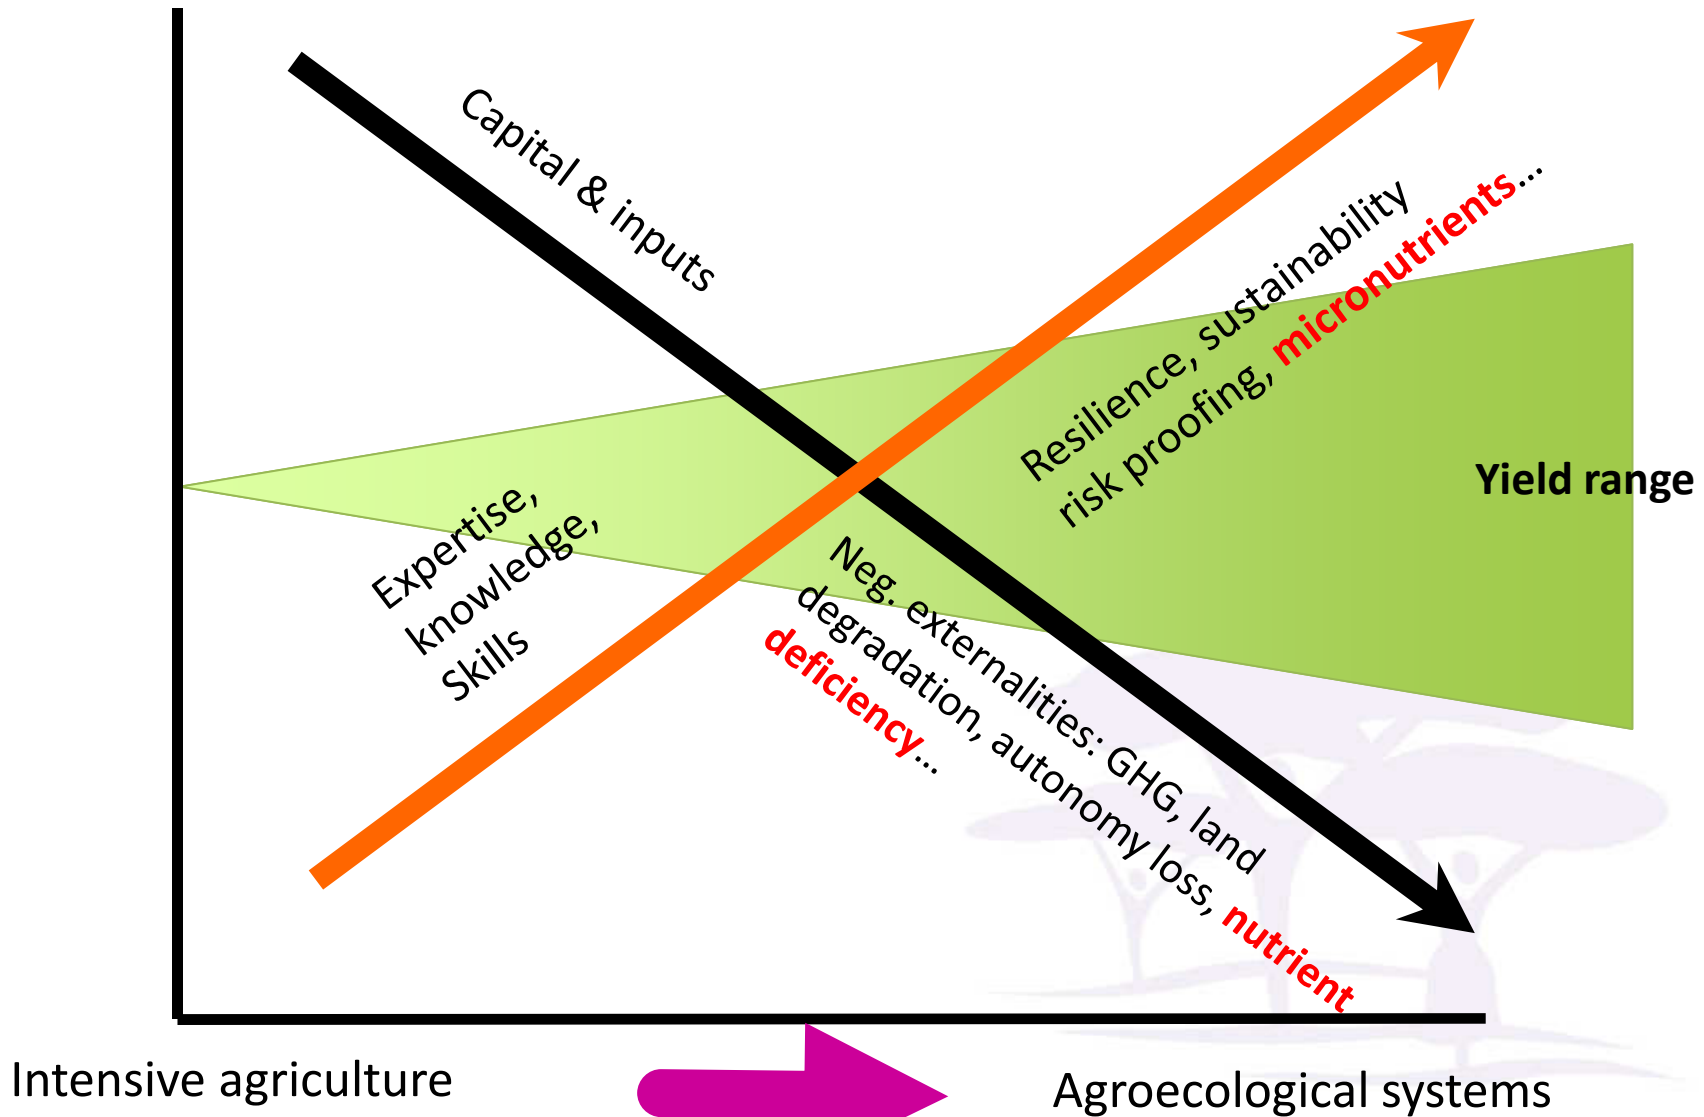 Capital & inputs
Resilience, sustainability
risk proofing, micronutrients...
Yield range
Expertise,
knowledge,
Skills
Neg. externalities: GHG, land
degradation, autonomy loss, nutrient
deficiency...
Intensive agriculture
Agroecological systems